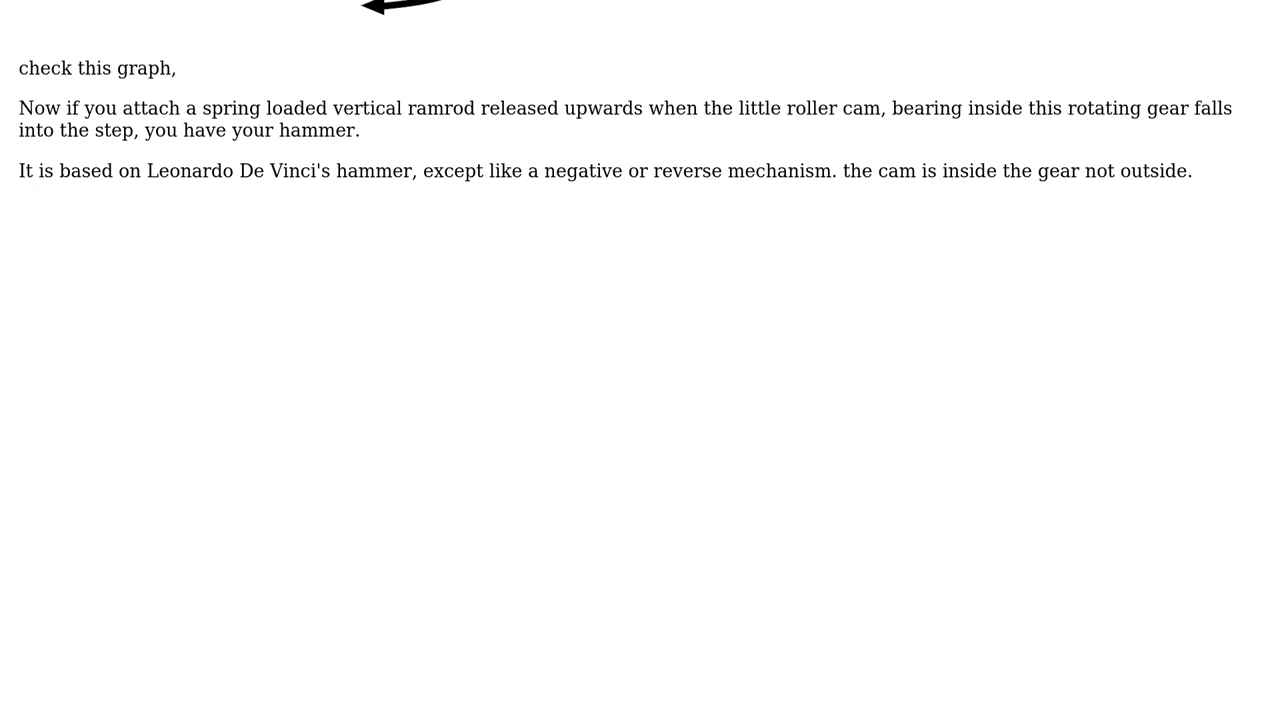 check this graph,
Now if you attach a spring loaded vertical ramrod released upwards when the little roller cam, bearing inside this rotating gear falls
into the step, you have your hammer.
It is based on Leonardo De Vinci's hammer, except like a negative or reverse mechanism. the cam is inside the gear not outside.